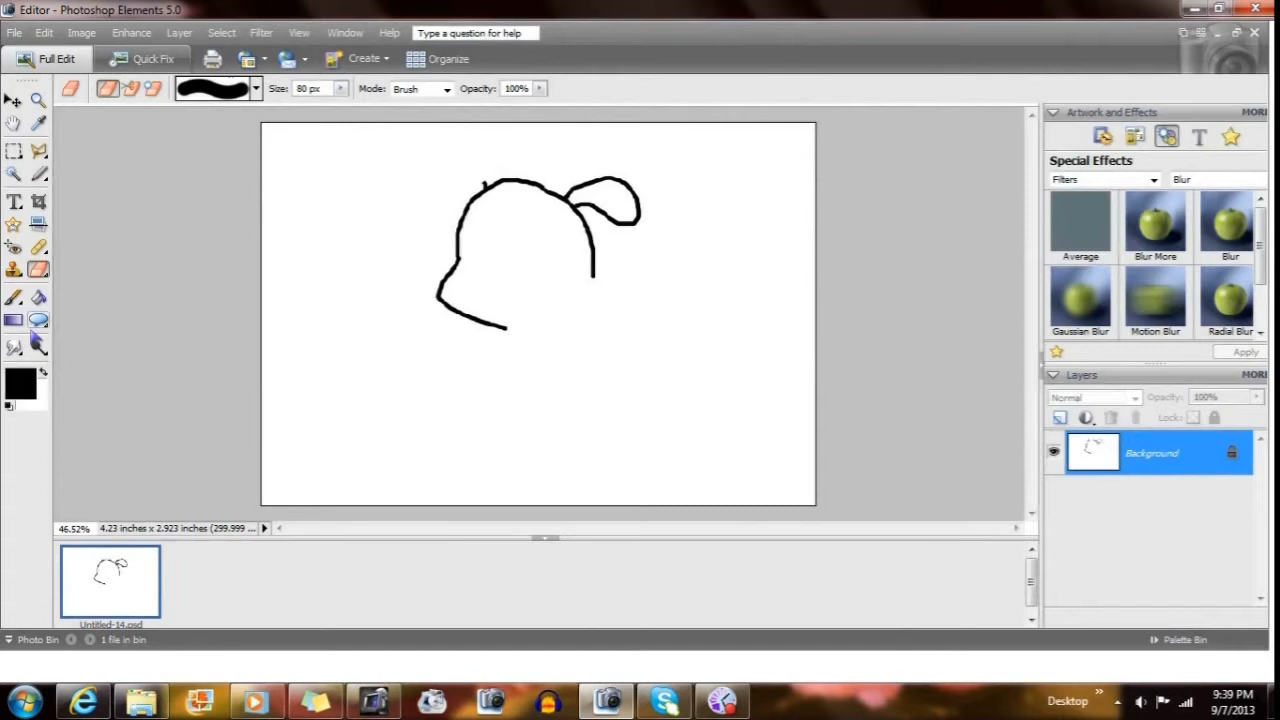 Editor - Photoshop Elements 5.0
File Edit Image Enhance Layer Select Filter View Window Help Type a question for help
Full Edit Quick Fix Create Organize
Size: 80 px Mode: Brush Opacity: 100%
Artwork and Effects MORE
Special Effects
Filters Blur
Average Blur More Blur
Gaussian Blur Motion Blur Radial Blur
Apply
Layers MORE
Normal Opacity: 100%
Lock:
Background
46.52% 4.23 inches x 2.923 inches (299.999 ...
Untitled-14.psd
Photo Bin 1 file in bin Palette Bin
Desktop 9:39 PM
9/7/2013